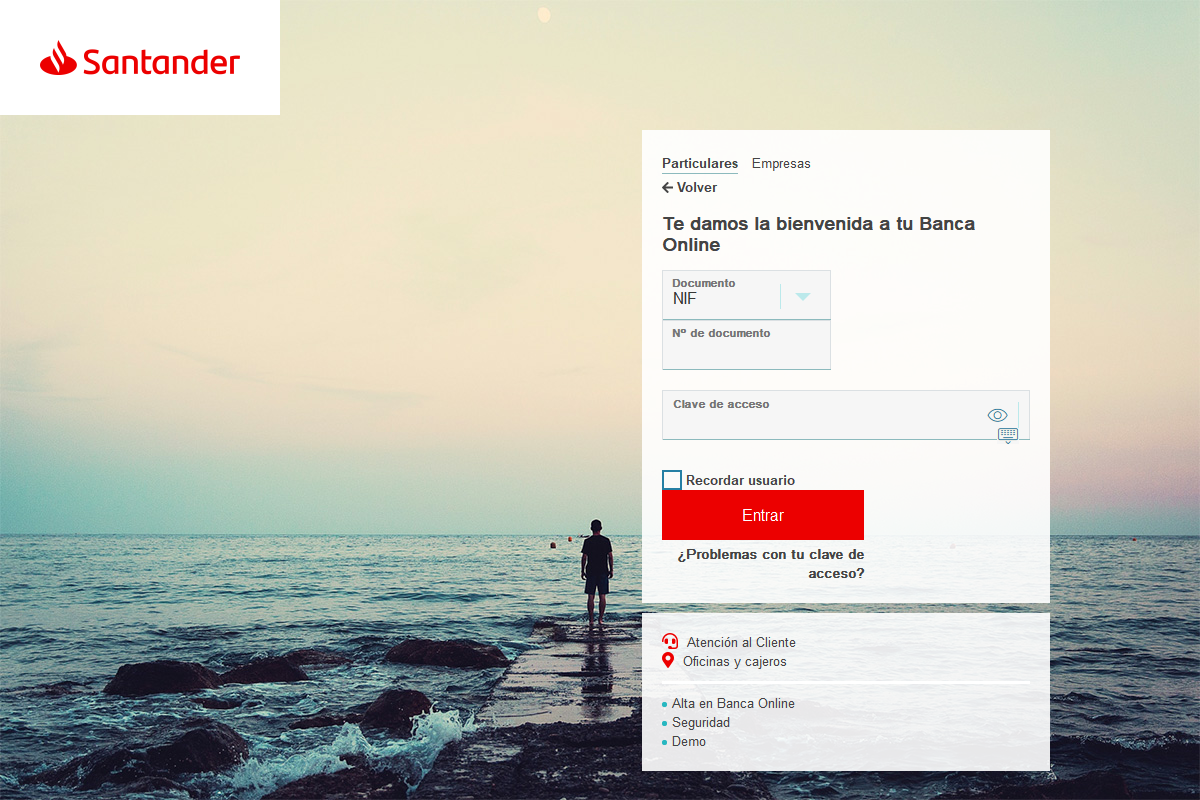 Santander
Particulares Empresas
Volver
Te damos la bienvenida a tu Banca
Online
Documento
NIF
Nº de documento
Clave de acceso
Recordar usuario
Entrar
¿Problemas con tu clave de
acceso?
Atención al Cliente
Oficinas y cajeros
Alta en Banca Online
Seguridad
Demo